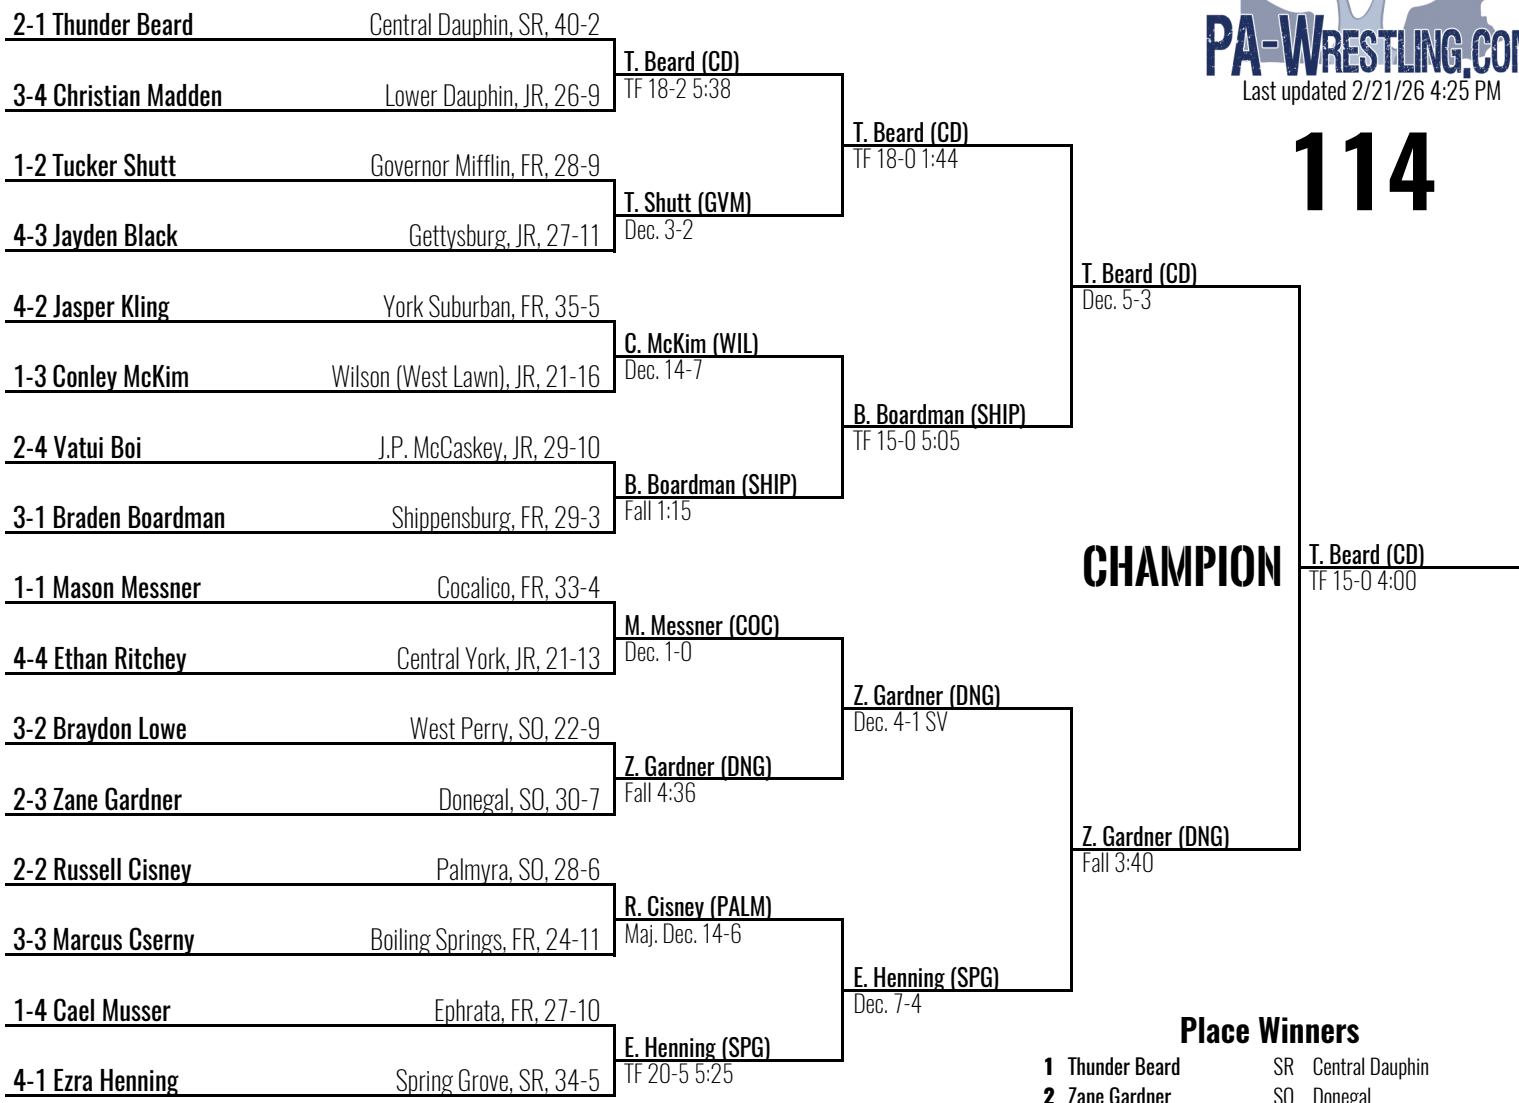 2-1 Thunder Beard Central Dauphin, SR, 40-2
T. Beard (CD)
TF 18-2 5:38
3-4 Christian Madden Lower Dauphin, JR, 26-9
T. Beard (CD)
TF 18-0 1:44
1-2 Tucker Shutt Governor Mifflin, FR, 28-9
T. Shutt (GVM)
Dec. 3-2
4-3 Jayden Black Gettysburg, JR, 27-11
T. Beard (CD)
Dec. 5-3
4-2 Jasper Kling York Suburban, FR, 35-5
C. McKim (WIL)
Dec. 14-7
1-3 Conley McKim Wilson (West Lawn), JR, 21-16
B. Boardman (SHIP)
TF 15-0 5:05
2-4 Vatui Boi J.P. McCaskey, JR, 29-10
B. Boardman (SHIP)
Fall 1:15
3-1 Braden Boardman Shippensburg, FR, 29-3
CHAMPION
T. Beard (CD)
TF 15-0 4:00
1-1 Mason Messner Cocalico, FR, 33-4
M. Messner (COC)
Dec. 1-0
4-4 Ethan Ritchey Central York, JR, 21-13
Z. Gardner (DNG)
Dec. 4-1 SV
3-2 Braydon Lowe West Perry, SO, 22-9
Z. Gardner (DNG)
Fall 4:36
2-3 Zane Gardner Donegal, SO, 30-7
Z. Gardner (DNG)
Fall 3:40
2-2 Russell Cisney Palmyra, SO, 28-6
R. Cisney (PALM)
Maj. Dec. 14-6
3-3 Marcus Cserny Boiling Springs, FR, 24-11
E. Henning (SPG)
Dec. 7-4
1-4 Cael Musser Ephrata, FR, 27-10
E. Henning (SPG)
TF 20-5 5:25
4-1 Ezra Henning Spring Grove, SR, 34-5
PA-WRESTLING.COM
Last updated 2/21/26 4:25 PM
114
Place Winners
1 Thunder Beard SR Central Dauphin
2 Zane Gardner SO Donegal